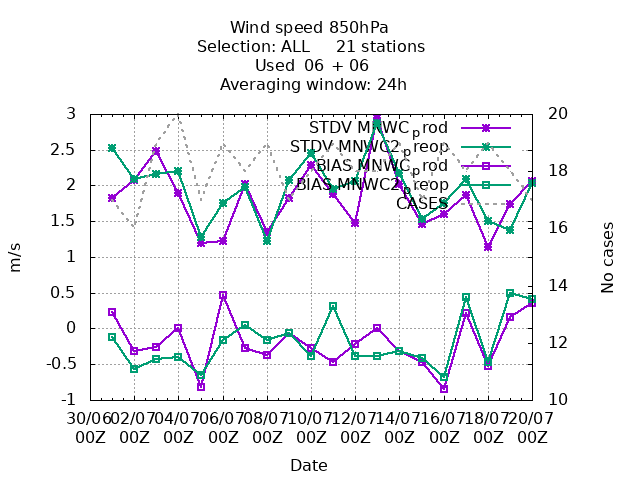 Wind speed 850hPa
Selection: ALL 21 stations
Used 06 + 06
Averaging window: 24h
3
2.5
2
1.5
1
0.5
0
-0.5
-1
m/s
20
18
16
14
12
10
No cases
STDV MNWC_prod
STDV MNWC2_preop
BIAS MNWC_prod
BIAS MNWC2_preop
CASES
30/06 02/07 04/07 06/07 08/07 10/07 12/07 14/07 16/07 18/07 20/07
00Z 00Z 00Z 00Z 00Z 00Z 00Z 00Z 00Z 00Z 00Z
Date